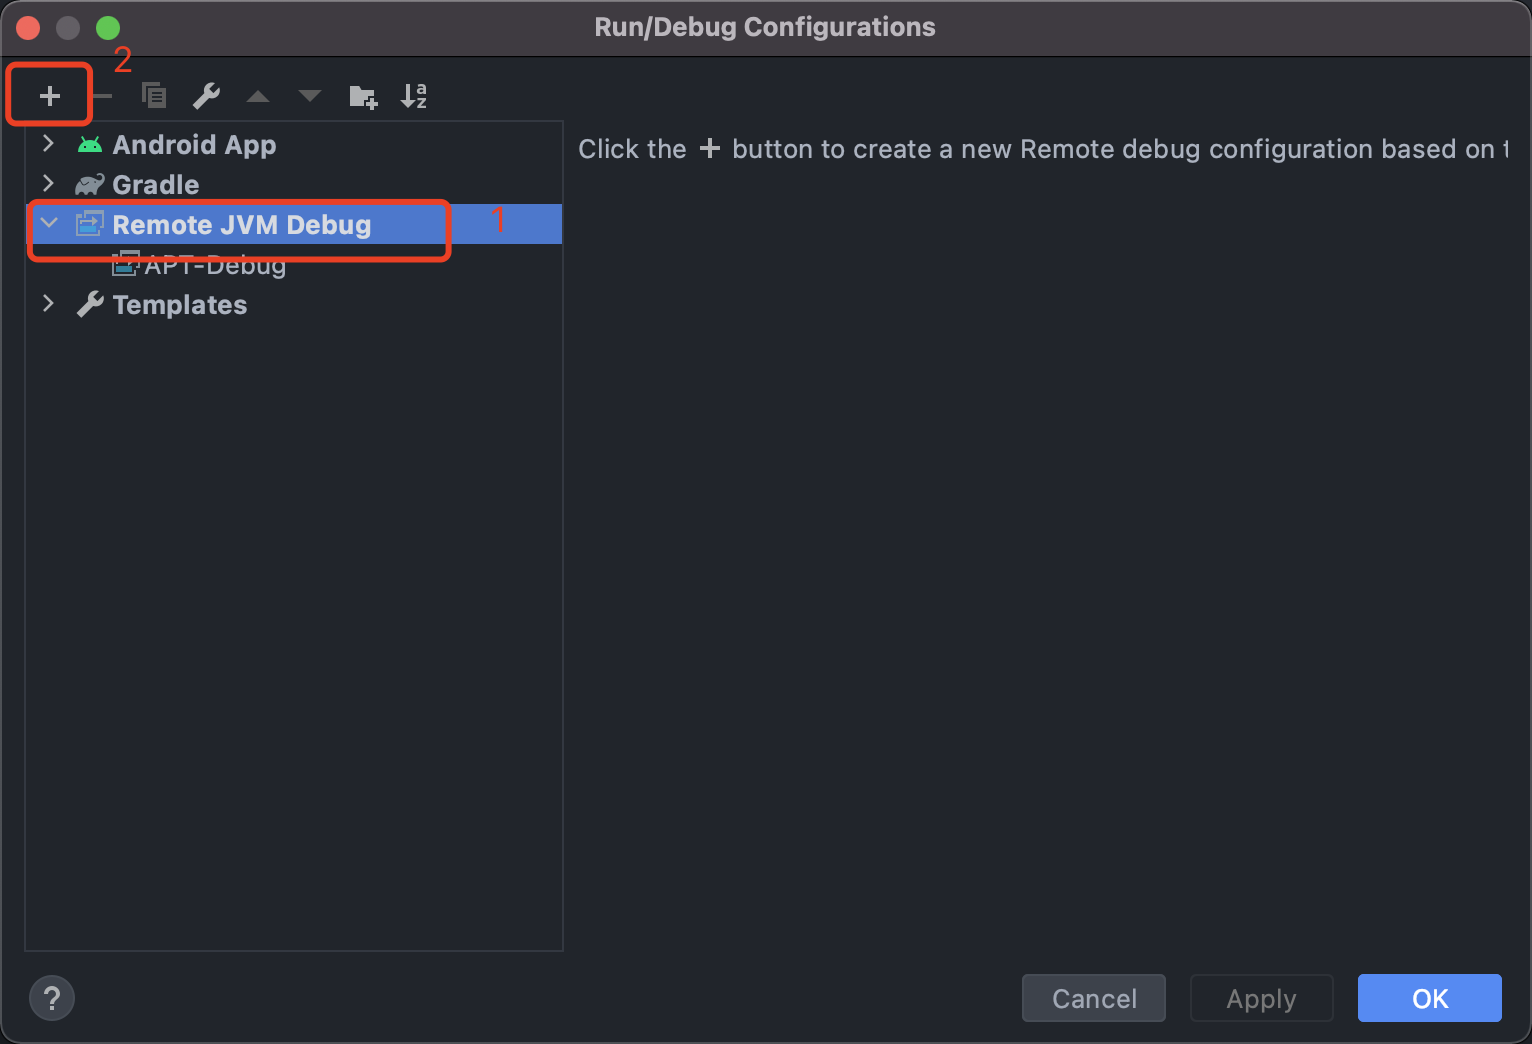 Run/Debug Configurations
2
Android App
Click the + button to create a new Remote debug configuration based on t
Gradle
Remote JVM Debug
1
APT-Debug
Templates
?
Cancel
Apply
OK